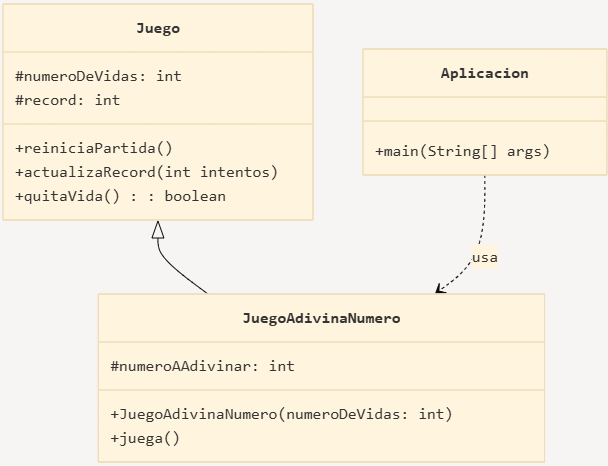 Juego
#numeroDeVidas: int
#record: int
+reiniciaPartida()
+actualizaRecord(int intentos)
+quitaVida() : : boolean
Aplicacion
+main(String[] args)
usa
JuegoAdivinaNumero
#numeroAAdivinar: int
+JuegoAdivinaNumero(numeroDeVidas: int)
+juega()